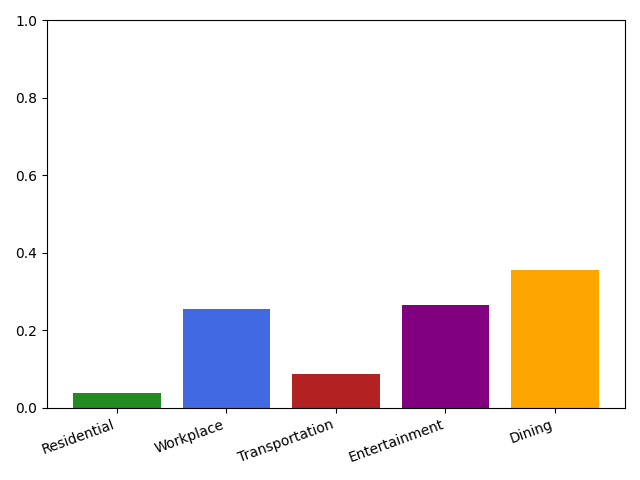 1.0
0.8
0.6
0.4
0.2
0.0
Residential
Workplace
Transportation
Entertainment
Dining